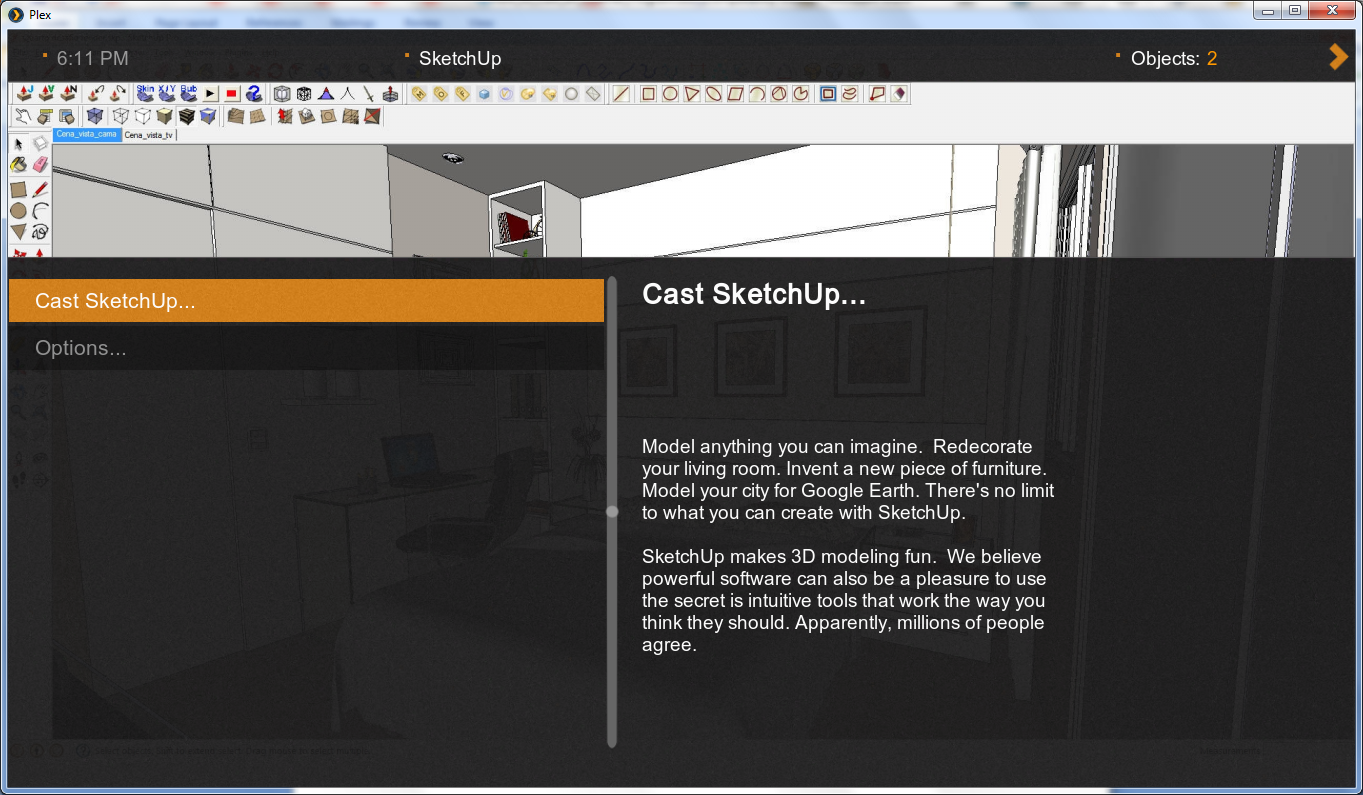 Plex
6:11 PM
SketchUp
Objects: 2
Skin X/Y Bub
Cena_vista_cama
Cena_vista_tv
Cast SketchUp...
Options...
Cast SketchUp...
Model anything you can imagine.  Redecorate
your living room. Invent a new piece of furniture.
Model your city for Google Earth. There's no limit
to what you can create with SketchUp.
SketchUp makes 3D modeling fun.  We believe
powerful software can also be a pleasure to use
the secret is intuitive tools that work the way you
think they should. Apparently, millions of people
agree.